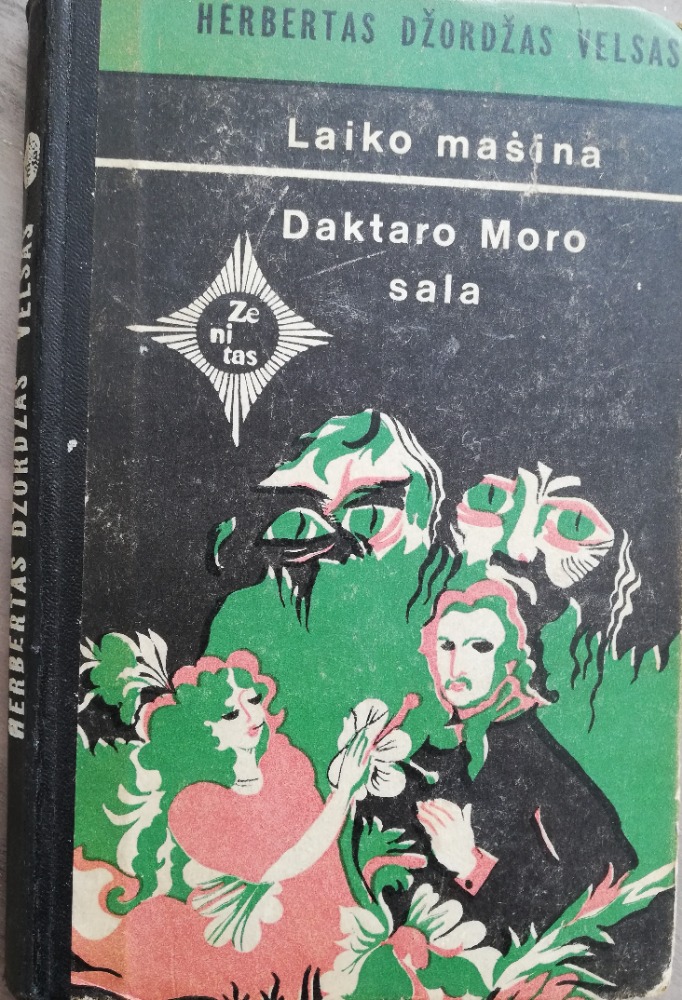 HERBERTAS DŽORDŽAS VELSAS
Laiko mašina
Daktaro Moro
sala
Ze
ni
tas
HERBERTAS DŽORDŽAS VELSAS